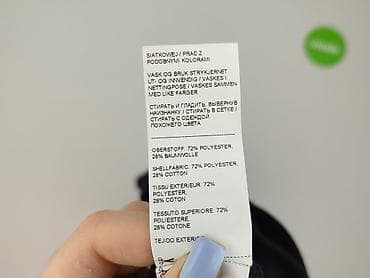 SIATKOWEJ / PRAĆ Z
PODOBNYMI KOLORAMI
VASK OG BRUK STRYKJERNET
UT- OG INNVENDIG / VASKES I
NETTINGPOSE / VASKES SAMMEN
MED LIKE FARGER
СТИРАТЬ И ГЛАДИТЬ, ВЫВЕРНУВ
НАИЗНАНКУ / СТИРАТЬ В СЕТКЕ /
СТИРАТЬ С ОДЕЖДОЙ
ПОХОЖЕГО ЦВЕТА
OBERSTOFF: 72% POLYESTER,
28% BAUMWOLLE
SHELLFABRIC: 72% POLYESTER,
28% COTTON
TISSU EXTÉRIEUR: 72%
POLYESTER,
28% COTON
TESSUTO SUPERIORE: 72%
POLIESTERE,
28% COTONE
TEJIDO EXTERIOR